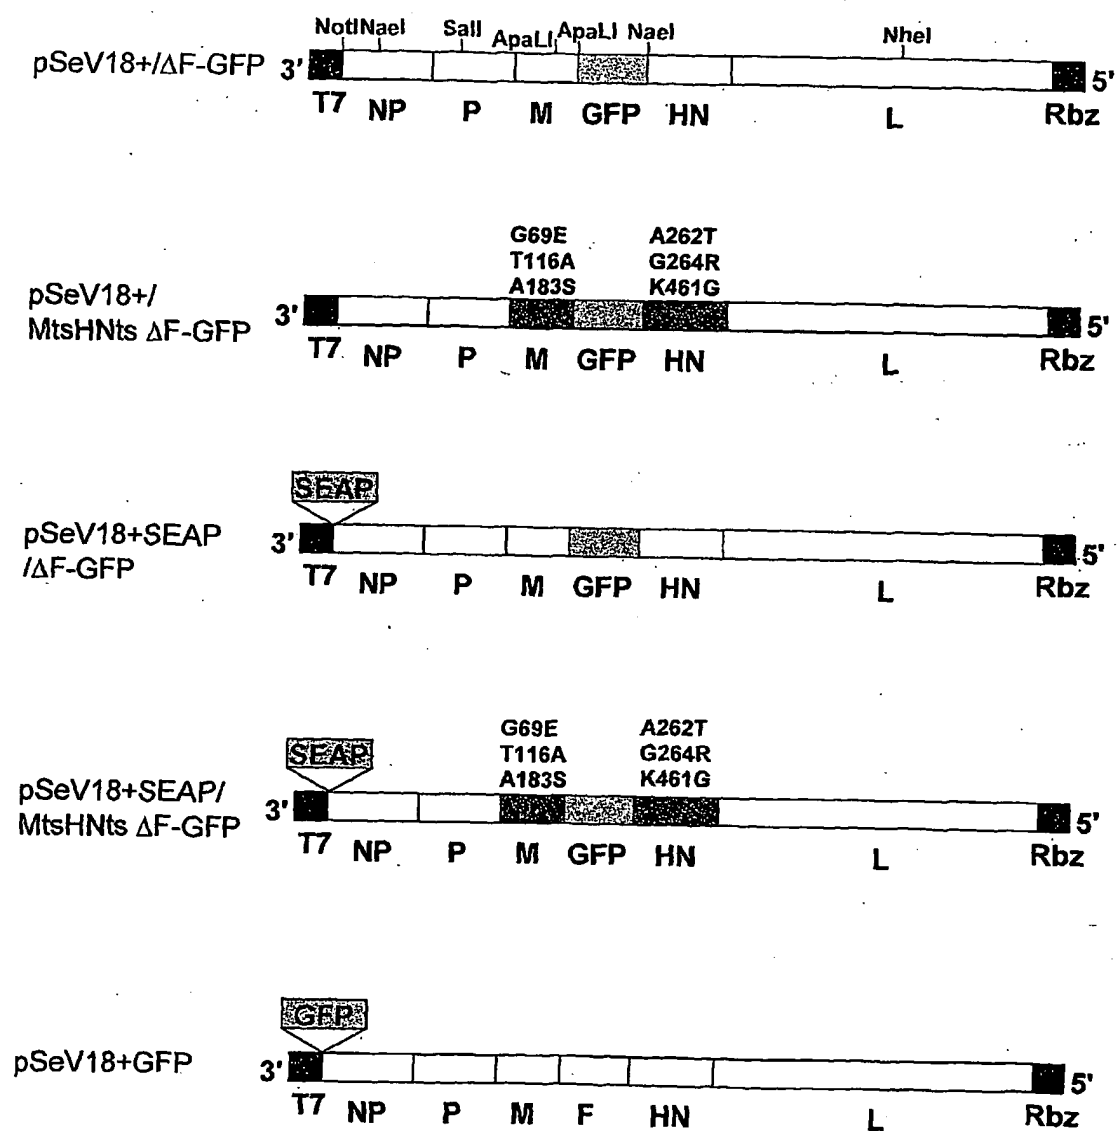 NotI NaeI SalI ApaLI ApaLI NaeI NheI
pSeV18+/ΔF-GFP 3' 5'
T7 NP P M GFP HN L Rbz
G69E A262T
T116A G264R
A183S K461G
pSeV18+/
MtsHNts ΔF-GFP
3' 5'
T7 NP P M GFP HN L Rbz
SEAP
pSeV18+SEAP
/ΔF-GFP
3' 5'
T7 NP P M GFP HN L Rbz
G69E A262T
T116A G264R
A183S K461G
SEAP
pSeV18+SEAP/
MtsHNts ΔF-GFP
3' 5'
T7 NP P M GFP HN L Rbz
GFP
pSeV18+GFP 3' 5'
T7 NP P M F HN L Rbz